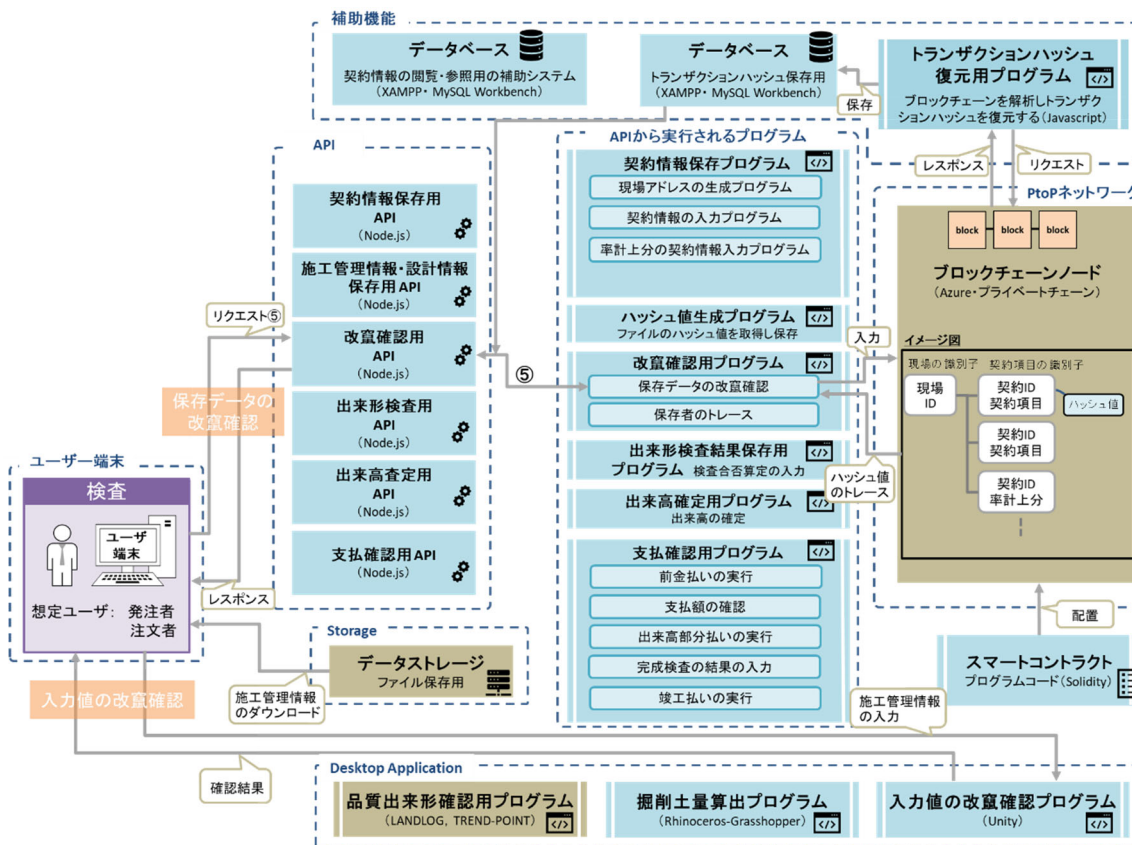 補助機能
データベース
契約情報の閲覧・参照用の補助システム
(XAMPP・MySQL Workbench)
データベース
トランザクションハッシュ保存用
(XAMPP・MySQL Workbench)
保存
トランザクションハッシュ
復元用プログラム
ブロックチェーンを解析しトランザク
ションハッシュを復元する(Javascript)
レスポンス
リクエスト
API
契約情報保存用
API
(Node.js)
施工管理情報・設計情報
保存用API
(Node.js)
改竄確認用
API
(Node.js)
出来形検査用
API
(Node.js)
出来高査定用
API
(Node.js)
支払確認用API
(Node.js)
APIから実行されるプログラム
契約情報保存プログラム
現場アドレスの生成プログラム
契約情報の入力プログラム
率計上分の契約情報入力プログラム
ハッシュ値生成プログラム
ファイルのハッシュ値を取得し保存
改竄確認用プログラム
保存データの改竄確認
保存者のトレース
出来形検査結果保存用
プログラム 検査合否算定の入力
出来高確定用プログラム
出来高の確定
支払確認用プログラム
前金払いの実行
支払額の確認
出来高部分払いの実行
完成検査の結果の入力
竣工払いの実行
⑤
入力
ハッシュ値
のトレース
PtoPネットワーク
block
block
block
ブロックチェーンノード
(Azure・プライベートチェーン)
イメージ図
現場の識別子
契約項目の識別子
現場
ID
契約ID
契約項目
ハッシュ値
契約ID
契約項目
契約ID
率計上分
配置
スマートコントラクト
プログラムコード(Solidity)
リクエスト⑤
保存データの
改竄確認
ユーザー端末
検査
ユーザ
端末
想定ユーザ: 発注者
注文者
レスポンス
入力値の改竄確認
Storage
データストレージ
ファイル保存用
施工管理情報
のダウンロード
施工管理情報
の入力
確認結果
Desktop Application
品質出来形確認用プログラム
(LANDLOG, TREND-POINT)
掘削土量算出プログラム
(Rhinoceros-Grasshopper)
入力値の改竄確認プログラム
(Unity)